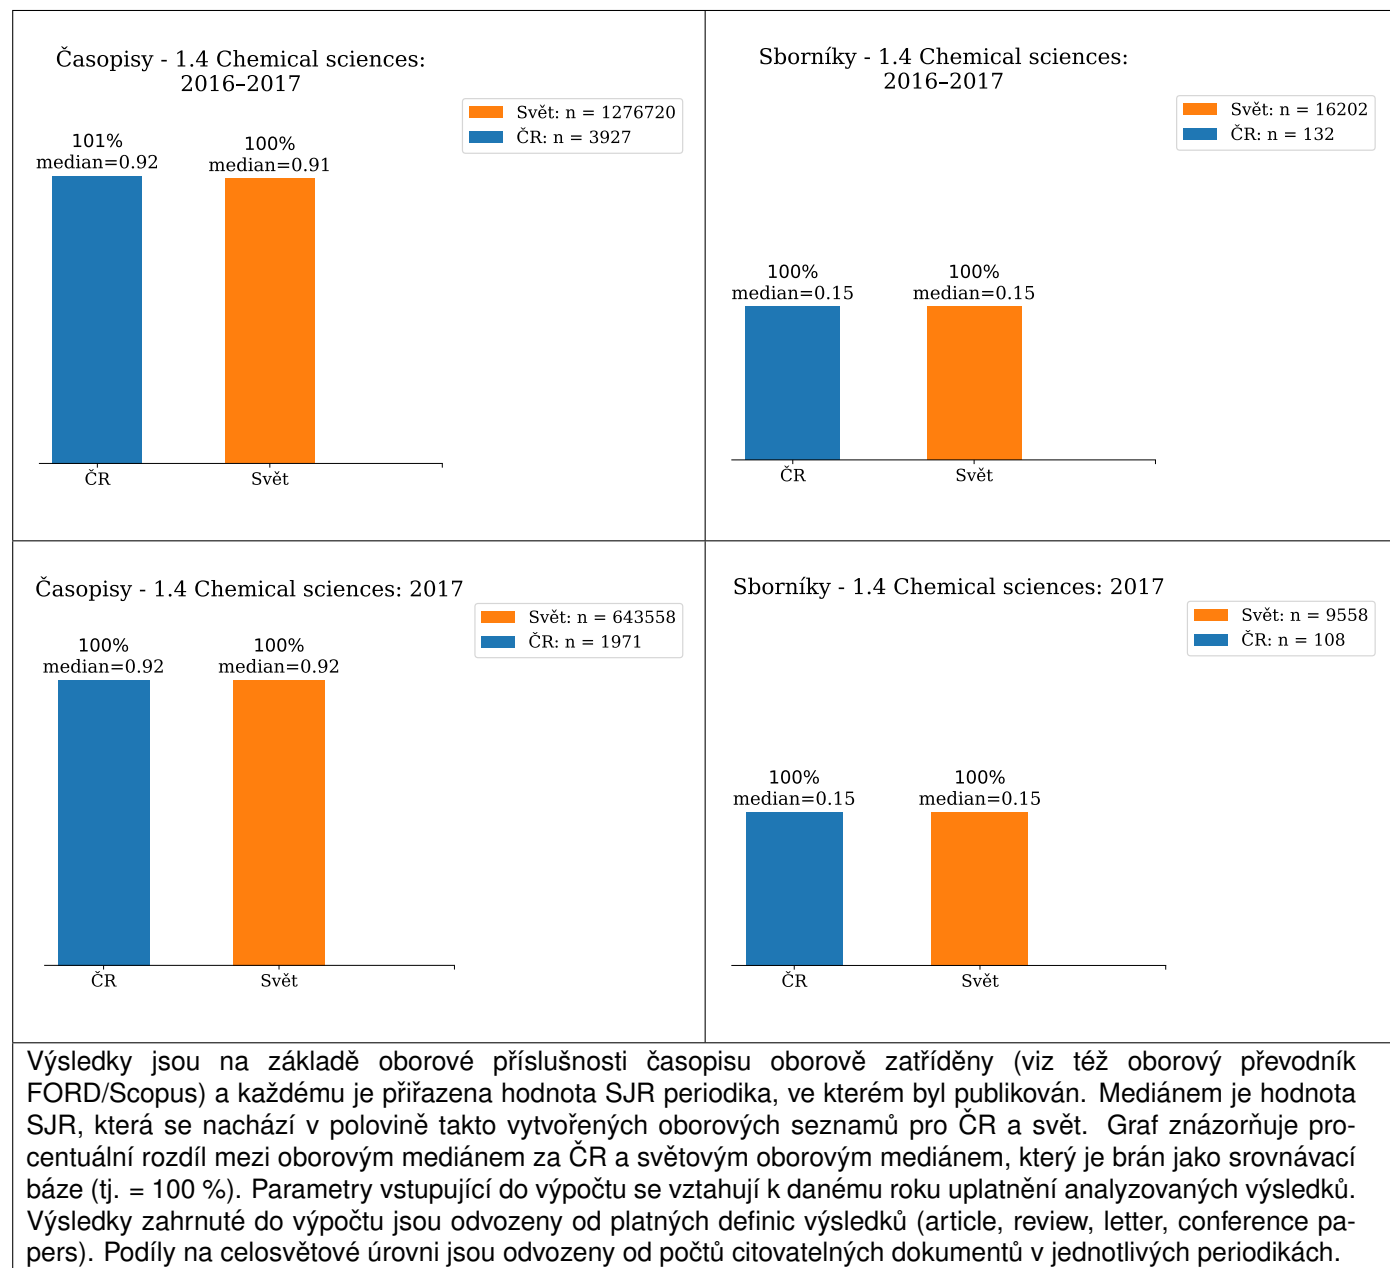 Časopisy - 1.4 Chemical sciences:
2016–2017
Svět: n = 1276720
ČR: n = 3927
101%
median=0.92
100%
median=0.91
ČR
Svět
Sborníky - 1.4 Chemical sciences:
2016–2017
Svět: n = 16202
ČR: n = 132
100%
median=0.15
100%
median=0.15
ČR
Svět
Časopisy - 1.4 Chemical sciences: 2017
Svět: n = 643558
ČR: n = 1971
100%
median=0.92
100%
median=0.92
ČR
Svět
Sborníky - 1.4 Chemical sciences: 2017
Svět: n = 9558
ČR: n = 108
100%
median=0.15
100%
median=0.15
ČR
Svět
Výsledky jsou na základě oborové příslušnosti časopisu oborově zatříděny (viz též oborový převodník
FORD/Scopus) a každému je přiřazena hodnota SJR periodika, ve kterém byl publikován. Mediánem je hodnota
SJR, která se nachází v polovině takto vytvořených oborových seznamů pro ČR a svět. Graf znázorňuje pro-
centuální rozdíl mezi oborovým mediánem za ČR a světovým oborovým mediánem, který je brán jako srovnávací
báze (tj. = 100 %). Parametry vstupující do výpočtu se vztahují k danému roku uplatnění analyzovaných výsledků.
Výsledky zahrnuté do výpočtu jsou odvozeny od platných definic výsledků (article, review, letter, conference pa-
pers). Podíly na celosvětové úrovni jsou odvozeny od počtů citovatelných dokumentů v jednotlivých periodikách.